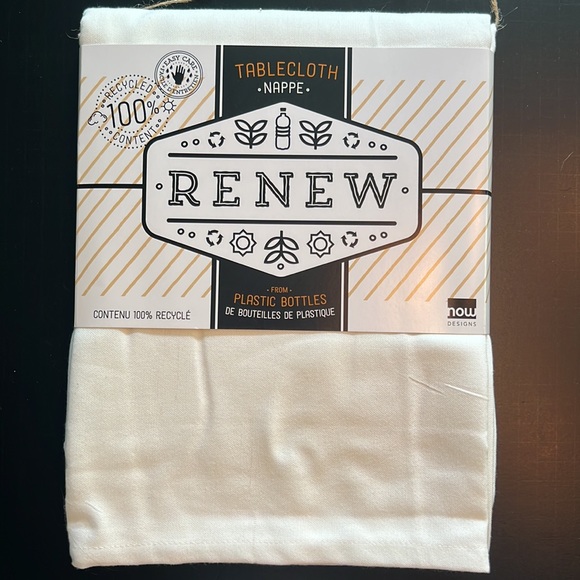 TABLECLOTH
• NAPPE •
EASY CARE
RECYCLED
100%
CONTENT
RENEW
- FROM -
PLASTIC BOTTLES
DE BOUTEILLES DE PLASTIQUE
CONTENU 100% RECYCLÉ
now
DESIGNS